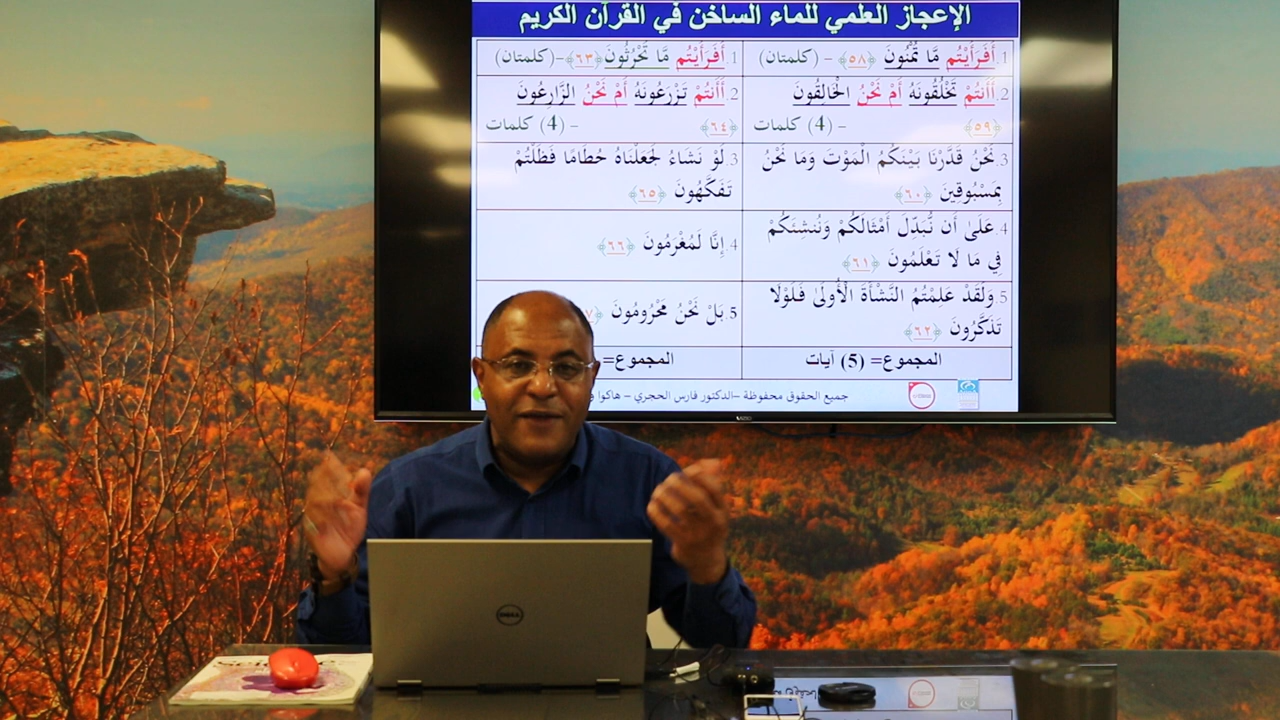 الإعجاز العلمي للماء الساخن في القرآن الكريم
1. أَفَرَأَيْتُم مَّا تُمْنُونَ ﴿٥٨﴾ – (كلمتان)
2. أَأَنتُمْ تَخْلُقُونَهُ أَمْ نَحْنُ الْخَالِقُونَ
﴿٥٩﴾ – (4) كلمات
3. نَحْنُ قَدَّرْنَا بَيْنَكُمُ الْمَوْتَ وَمَا نَحْنُ
بِمَسْبُوقِينَ ﴿٦٠﴾
4. عَلَىٰ أَن نُّبَدِّلَ أَمْثَالَكُمْ وَنُنشِئَكُمْ
فِي مَا لَا تَعْلَمُونَ ﴿٦١﴾
5. وَلَقَدْ عَلِمْتُمُ النَّشْأَةَ الْأُولَىٰ فَلَوْلَا
تَذَكَّرُونَ ﴿٦٢﴾
المجموع= (5) آيات
1. أَفَرَأَيْتُم مَّا تَحْرُثُونَ ﴿٦٣﴾ –(كلمتان)
2. أَأَنتُمْ تَزْرَعُونَهُ أَمْ نَحْنُ الزَّارِعُونَ
﴿٦٤﴾ – (4) كلمات
3. لَوْ نَشَاءُ لَجَعَلْنَاهُ حُطَامًا فَظَلْتُمْ
تَفَكَّهُونَ ﴿٦٥﴾
4. إِنَّا لَمُغْرَمُونَ ﴿٦٦﴾
5. بَلْ نَحْنُ مَحْرُومُونَ
المجموع=
جميع الحقوق محفوظة –الدكتور فارس الحجري – هاكوا
DELL